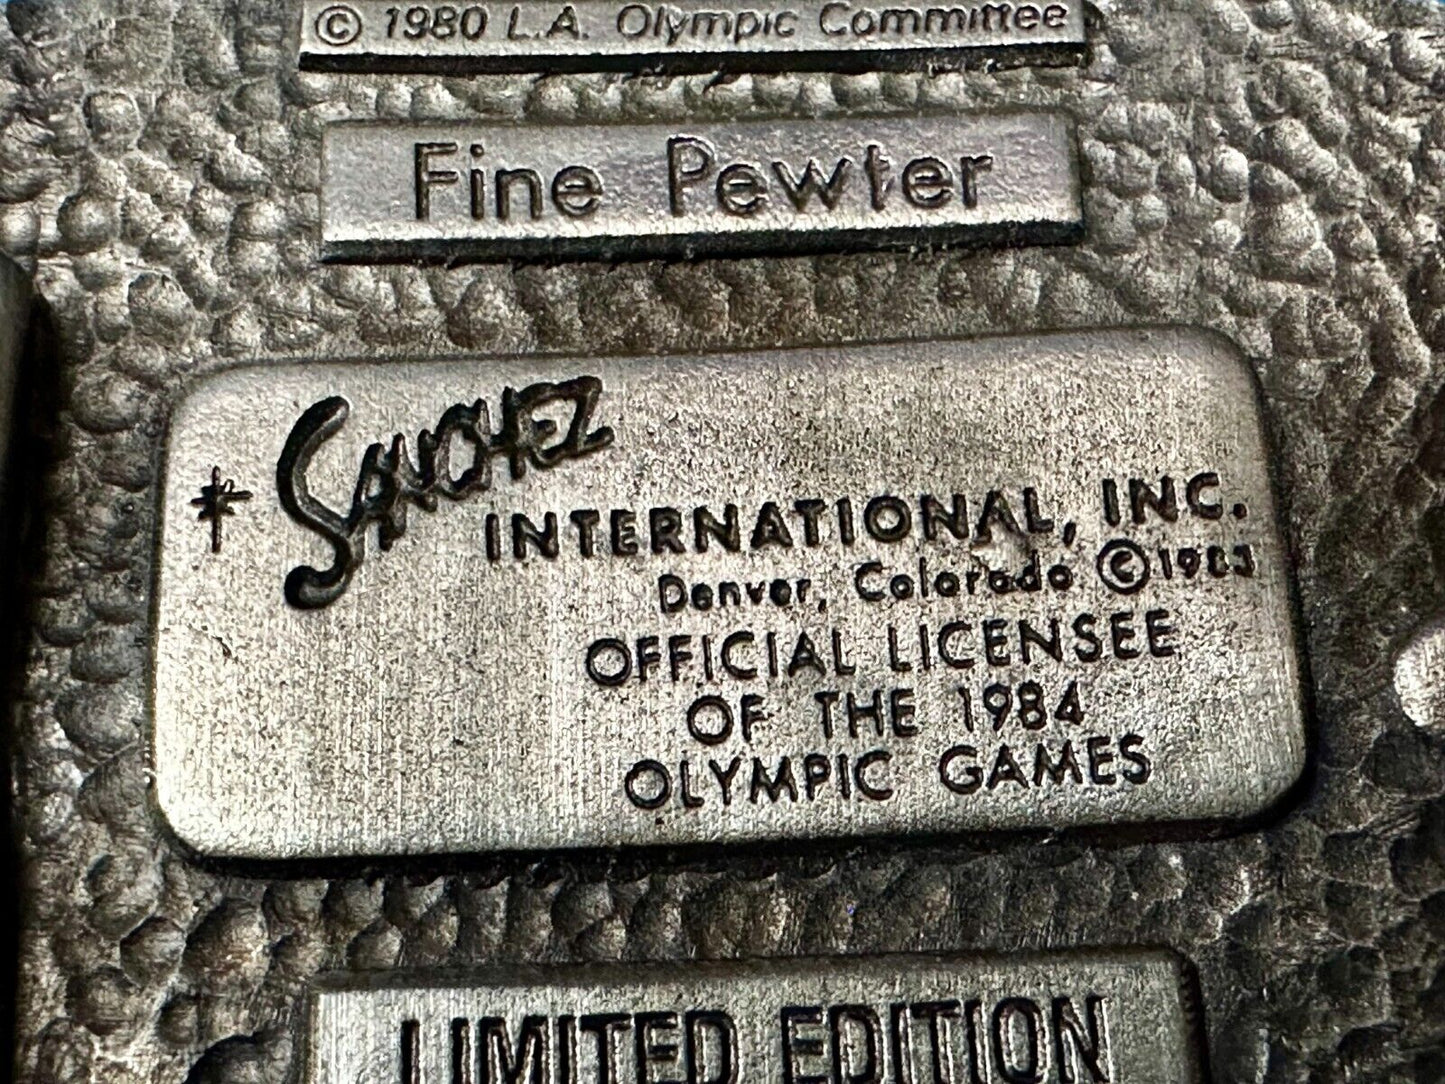 © 1980 L.A. Olympic Committee
Fine Pewter
SANCHEZ
INTERNATIONAL, INC.
Denver, Colorado ©1983
OFFICIAL LICENSEE
OF THE 1984
OLYMPIC GAMES
LIMITED EDITION